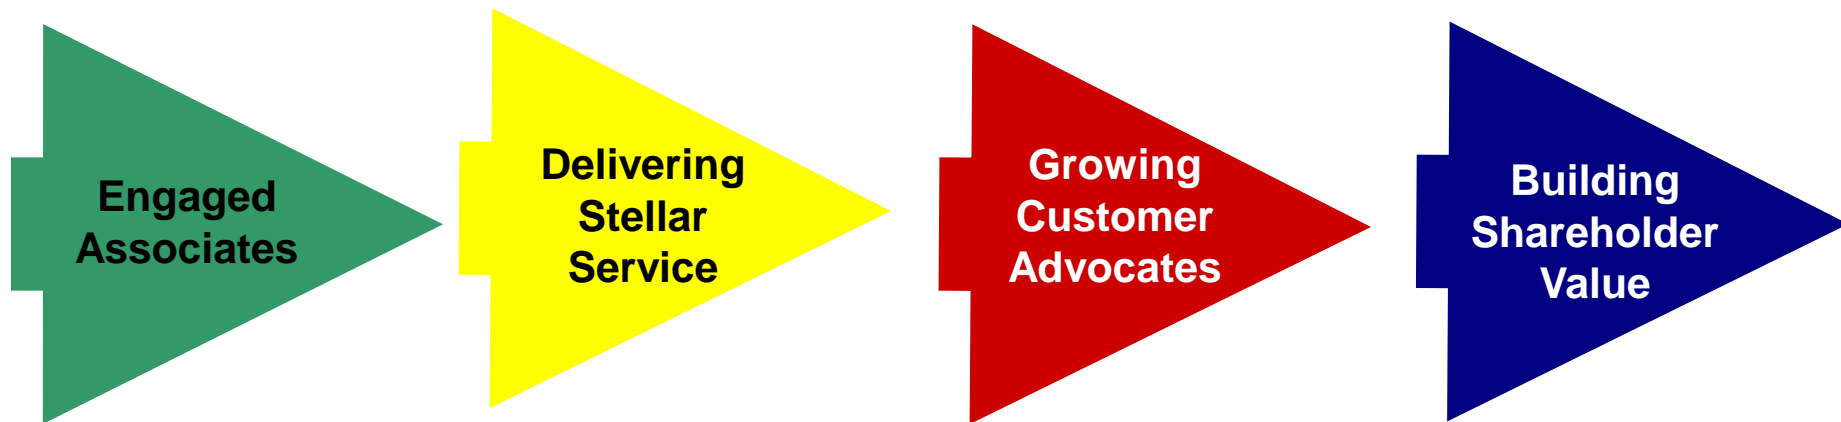 Engaged
Associates
Delivering
Stellar
Service
Growing
Customer
Advocates
Building
Shareholder
Value